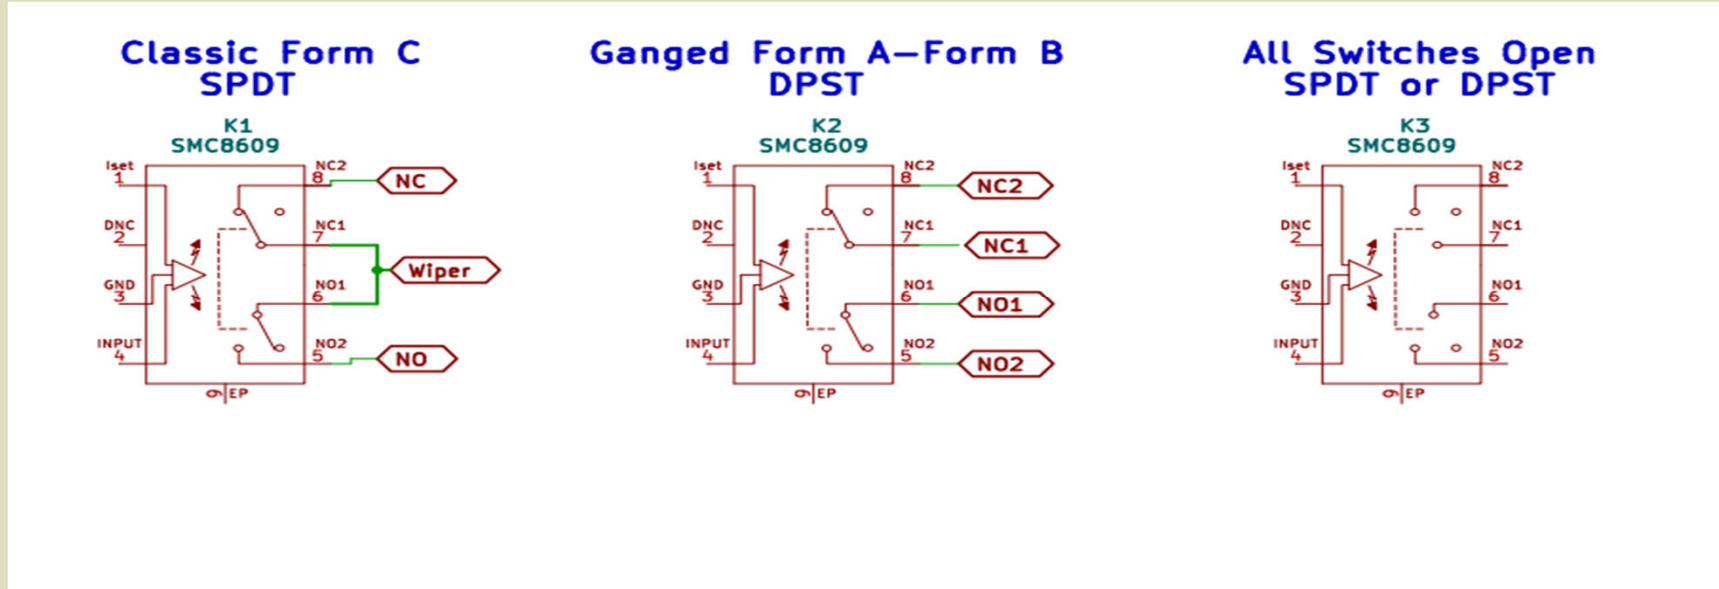 Classic Form C
SPDT
K1
SMC8609
Iset
1
DNC
2
GND
3
INPUT
4
NC2
8
NC1
7
NO1
6
NO2
5
9
EP
NC
Wiper
NO
Ganged Form A-Form B
DPST
K2
SMC8609
Iset
1
DNC
2
GND
3
INPUT
4
NC2
8
NC1
7
NO1
6
NO2
5
9
EP
NC2
NC1
NO1
NO2
All Switches Open
SPDT or DPST
K3
SMC8609
Iset
1
DNC
2
GND
3
INPUT
4
NC2
8
NC1
7
NO1
6
NO2
5
9
EP